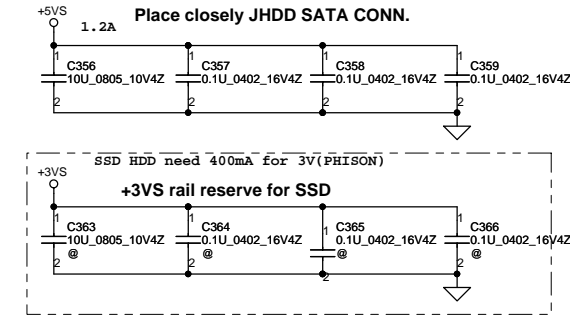 +5VS
Place closely JHDD SATA CONN.
1.2A
1
C356
10U_0805_10V4Z
2
1
C357
0.1U_0402_16V4Z
2
1
C358
0.1U_0402_16V4Z
2
1
C359
0.1U_0402_16V4Z
2
SSD HDD need 400mA for 3V(PHISON)
+3VS
+3VS rail reserve for SSD
1
C363
10U_0805_10V4Z
@
2
1
C364
0.1U_0402_16V4Z
@
2
1
C365
0.1U_0402_16V4Z
@
2
1
C366
0.1U_0402_16V4Z
@
2